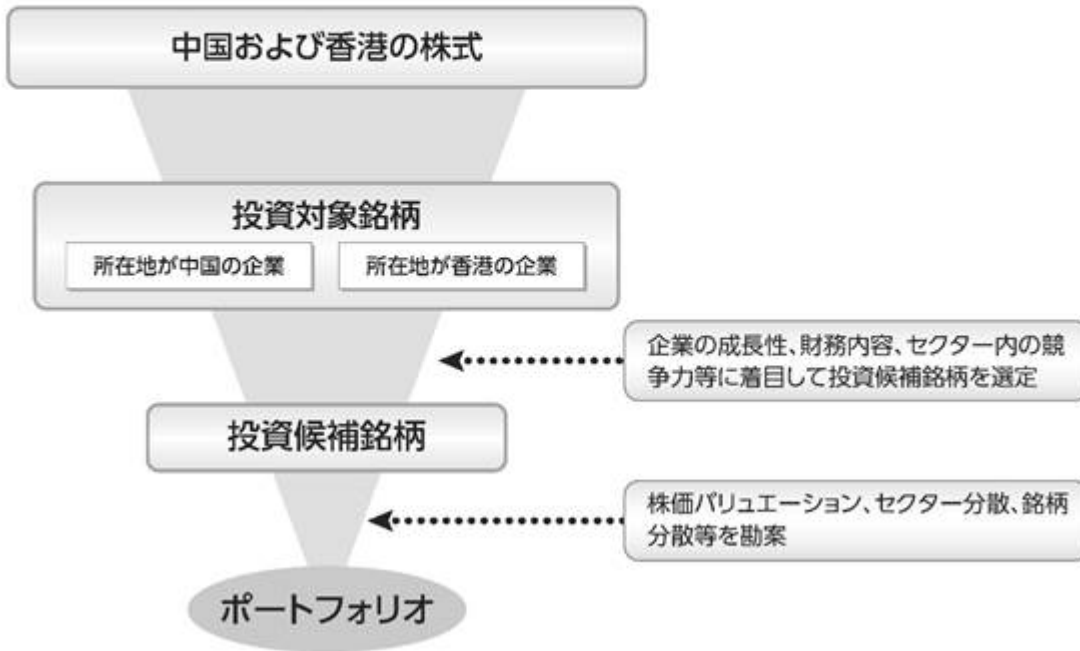 中国および香港の株式
投資対象銘柄
所在地が中国の企業
所在地が香港の企業
企業の成長性、財務内容、セクター内の競
争力等に着目して投資候補銘柄を選定
投資候補銘柄
株価バリュエーション、セクター分散、銘柄
分散等を勘案
ポートフォリオ